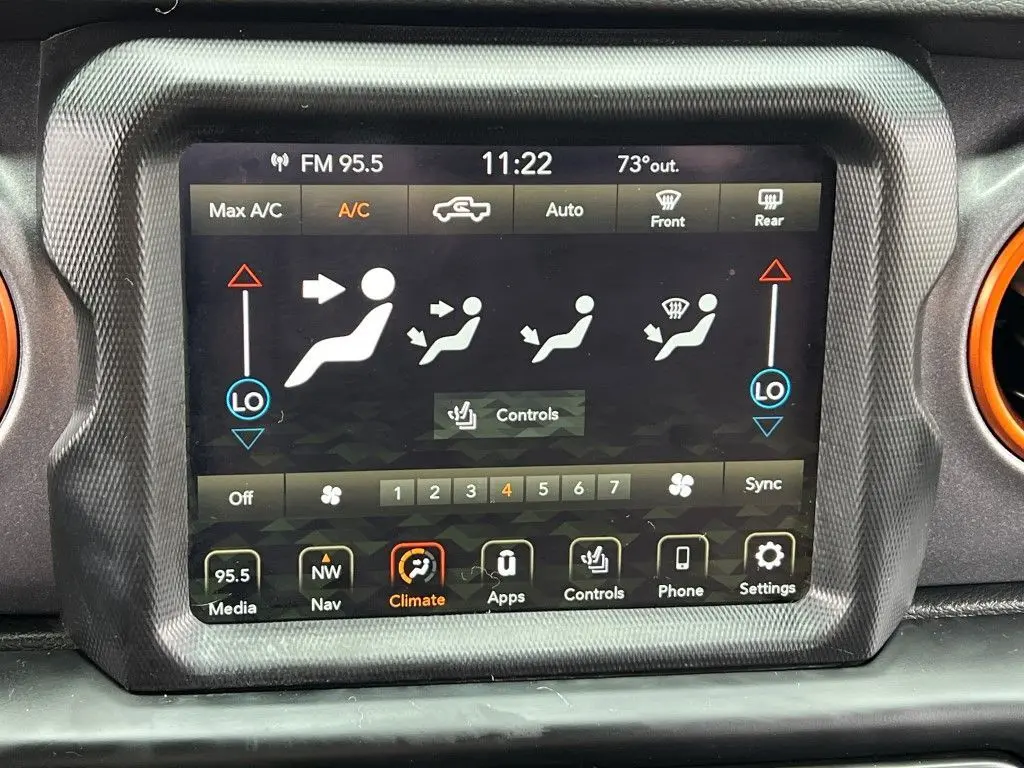 FM 95.5 11:22 73°out.
Max A/C A/C Auto Front Rear
LO LO
Controls
Off 1 2 3 4 5 6 7 Sync
95.5 NW
Media Nav Climate Apps Controls Phone Settings